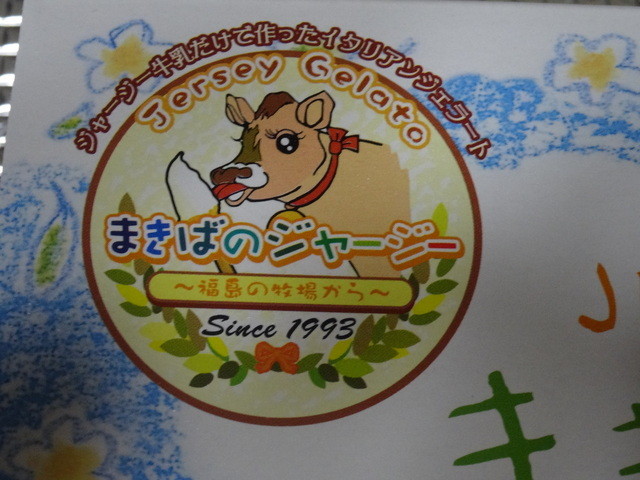 ジャージー牛乳だけで作ったイタリアンジェラート
Jersey Gelato
まきばのジャージー
～福島の牧場から～
Since 1993